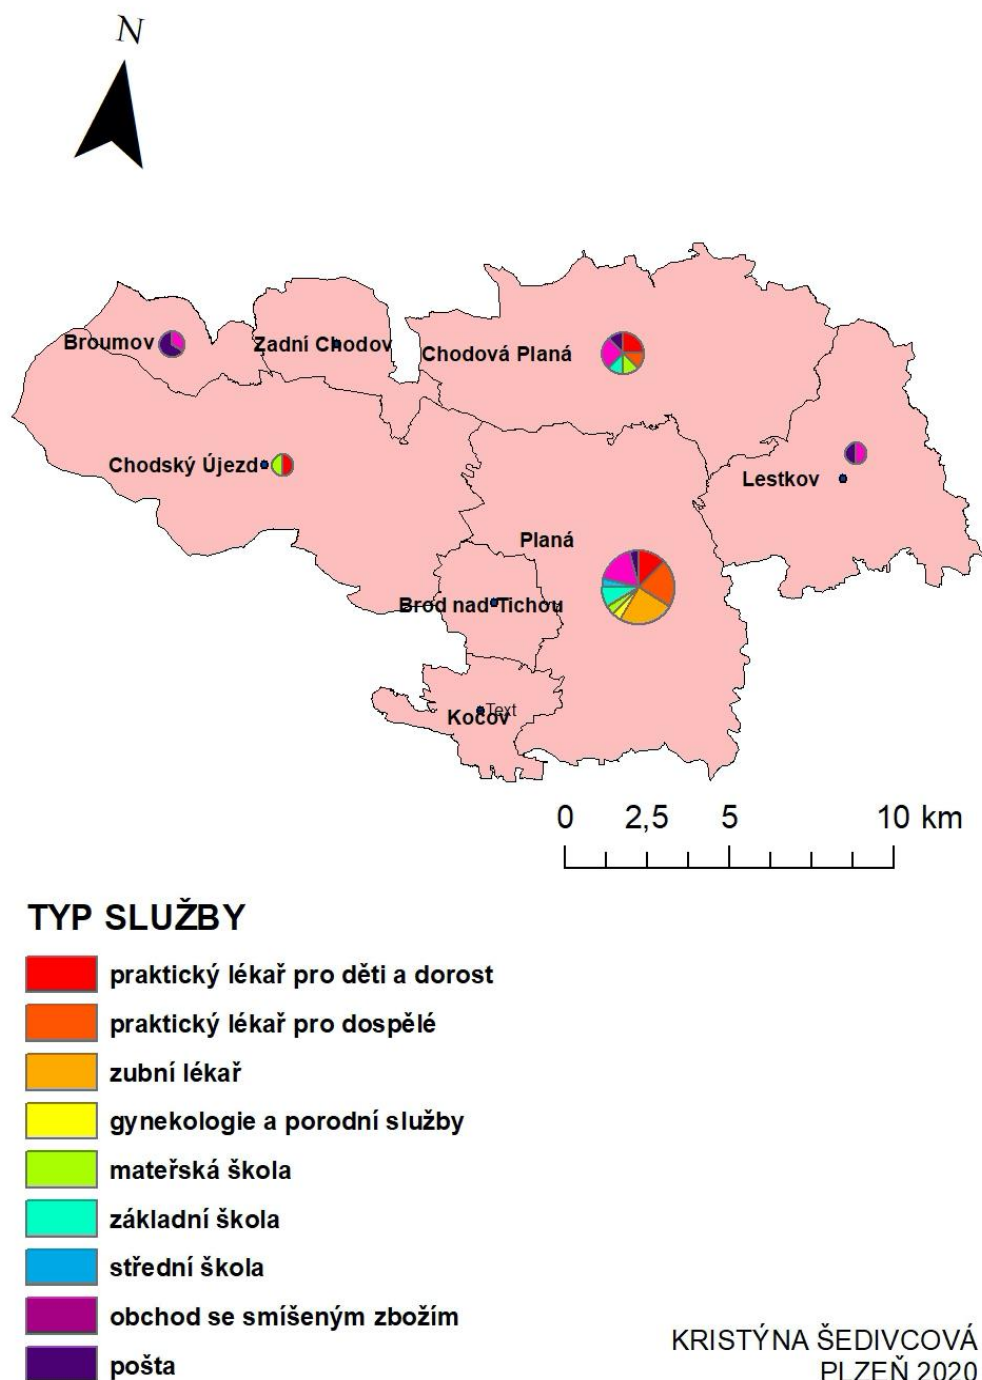 N
Broumov
Zadní Chodov
Chodová Planá
Chodský Újezd
Lestkov
Planá
Brod nad Tichou
Text
Kočov
0 2,5 5 10 km
TYP SLUŽBY
praktický lékař pro děti a dorost
praktický lékař pro dospělé
zubní lékař
gynekologie a porodní služby
mateřská škola
základní škola
střední škola
obchod se smíšeným zbožím
pošta
KRISTÝNA ŠEDIVCOVÁ
PLZEŇ 2020